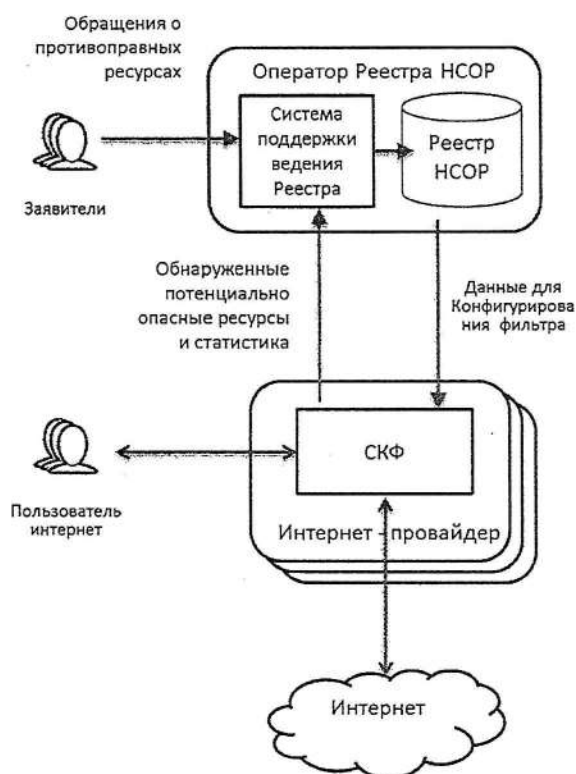 Обращения о
противоправных
ресурсах
Оператор Реестра НСОР
Система
поддержки
ведения
Реестра
Реестр
НСОР
Заявители
Обнаруженные
потенциально
опасные ресурсы
и статистика
Данные для
Конфигурирова
ния фильтра
СКФ
Пользователь
интернет
Интернет - провайдер
Интернет